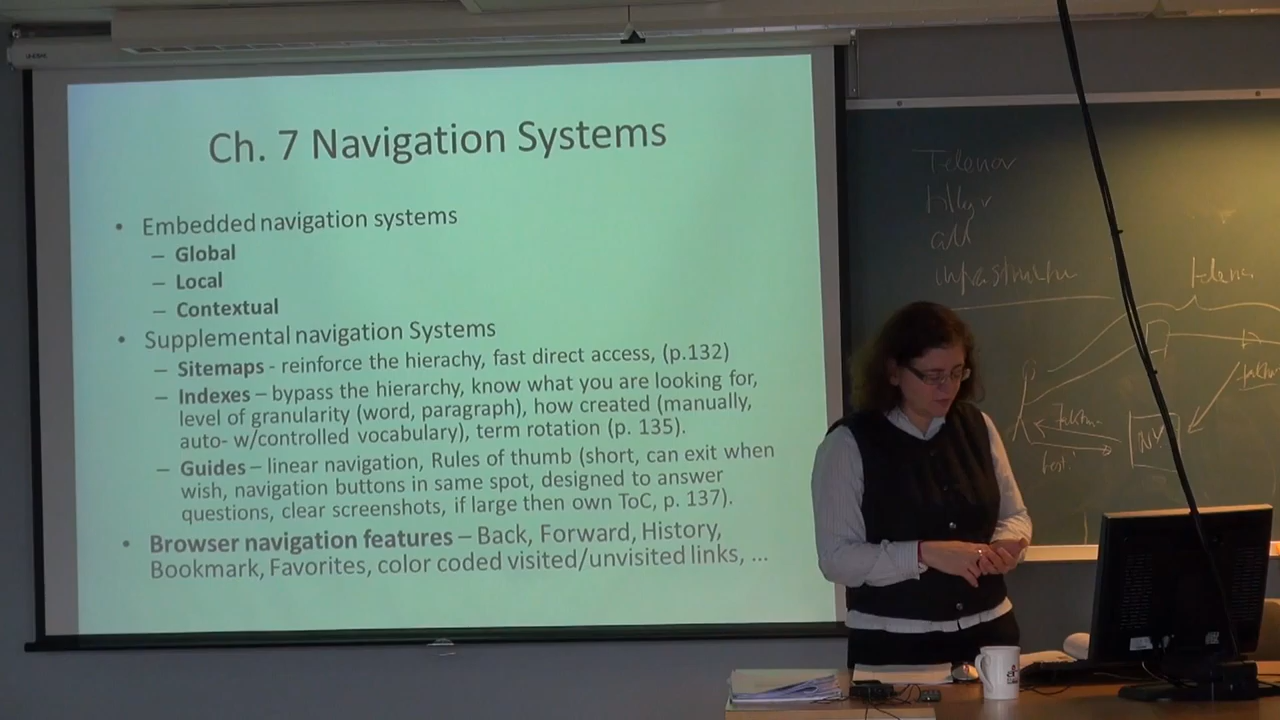 Ch. 7 Navigation Systems
• Embedded navigation systems
– Global
– Local
– Contextual
• Supplemental navigation Systems
– Sitemaps - reinforce the hierachy, fast direct access, (p.132)
– Indexes – bypass the hierarchy, know what you are looking for,
level of granularity (word, paragraph), how created (manually,
auto- w/controlled vocabulary), term rotation (p. 135).
– Guides – linear navigation, Rules of thumb (short, can exit when
wish, navigation buttons in same spot, designed to answer
questions, clear screenshots, if large then own ToC, p. 137).
• Browser navigation features – Back, Forward, History,
Bookmark, Favorites, color coded visited/unvisited links, ...
Telenor
all
infrastruktur
NV